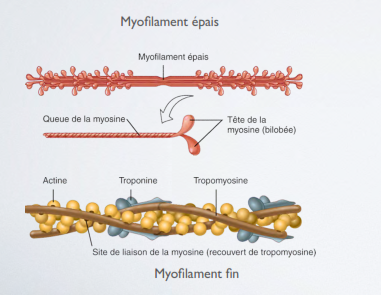 Myofilament épais
Myofilament épais
Queue de la myosine
Tête de la
myosine (bilobée)
Actine
Troponine
Tropomyosine
Site de liaison de la myosine (recouvert de tropomyosine)
Myofilament fin